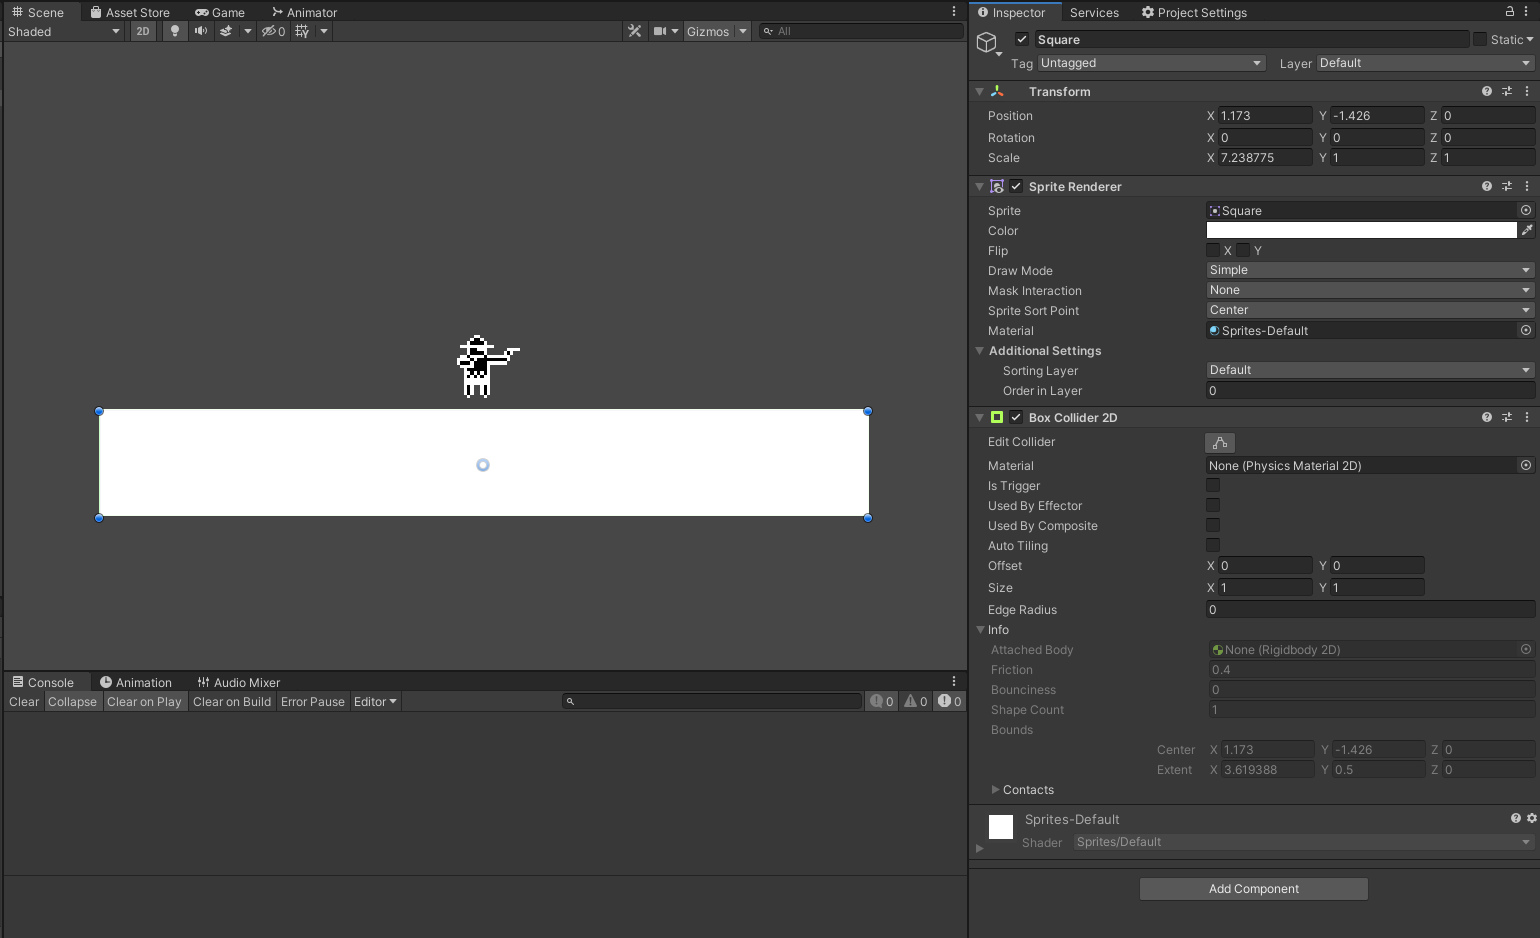 Scene Asset Store Game Animator
Shaded 2D 0 Gizmos All
Console Animation Audio Mixer
Clear Collapse Clear on Play Clear on Build Error Pause Editor 0 0 0
Inspector Services Project Settings
Square Static
Tag Untagged Layer Default
Transform
Position X 1.173 Y -1.426 Z 0
Rotation X 0 Y 0 Z 0
Scale X 7.238775 Y 1 Z 1
Sprite Renderer
Sprite Square
Color
Flip X Y
Draw Mode Simple
Mask Interaction None
Sprite Sort Point Center
Material Sprites-Default
Additional Settings
Sorting Layer Default
Order in Layer 0
Box Collider 2D
Edit Collider
Material None (Physics Material 2D)
Is Trigger
Used By Effector
Used By Composite
Auto Tiling
Offset X 0 Y 0
Size X 1 Y 1
Edge Radius 0
Info
Attached Body None (Rigidbody 2D)
Friction 0.4
Bounciness 0
Shape Count 1
Bounds
Center X 1.173 Y -1.426 Z 0
Extent X 3.619388 Y 0.5 Z 0
Contacts
Sprites-Default
Shader Sprites/Default
Add Component